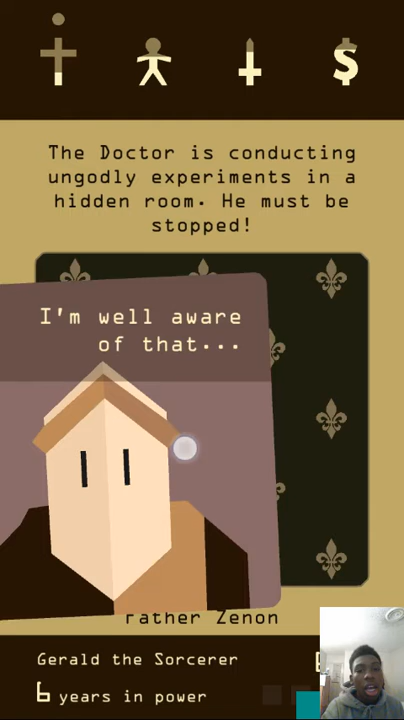 The Doctor is conducting
ungodly experiments in a
hidden room. He must be
stopped!
I'm well aware
of that...
Father Zenon
Gerald the Sorcerer
6 years in power